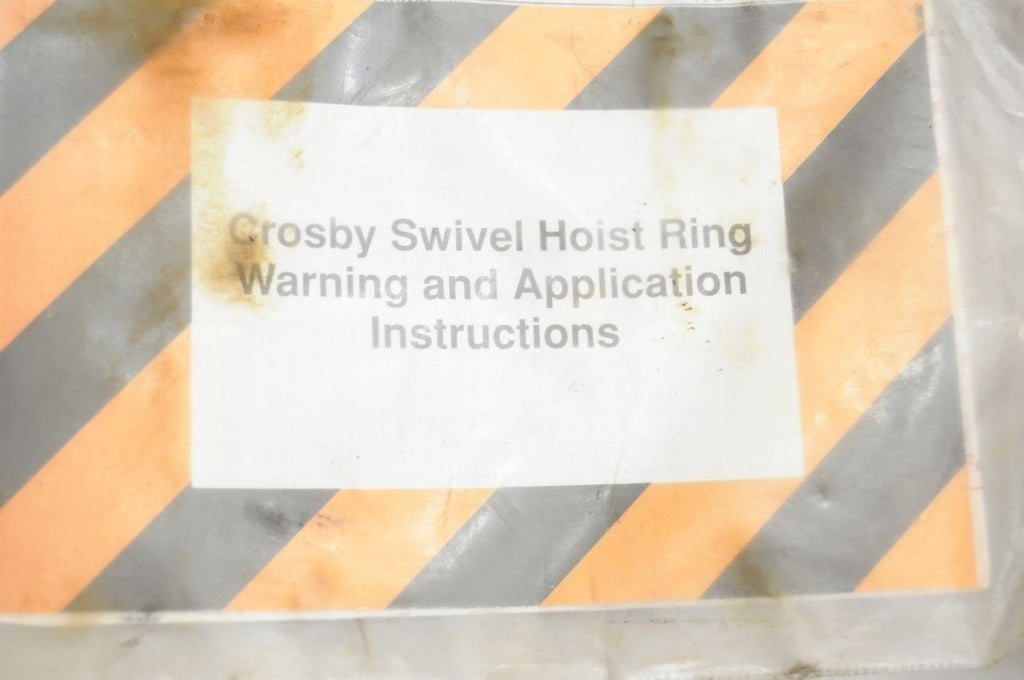 Crosby Swivel Hoist Ring
Warning and Application
Instructions